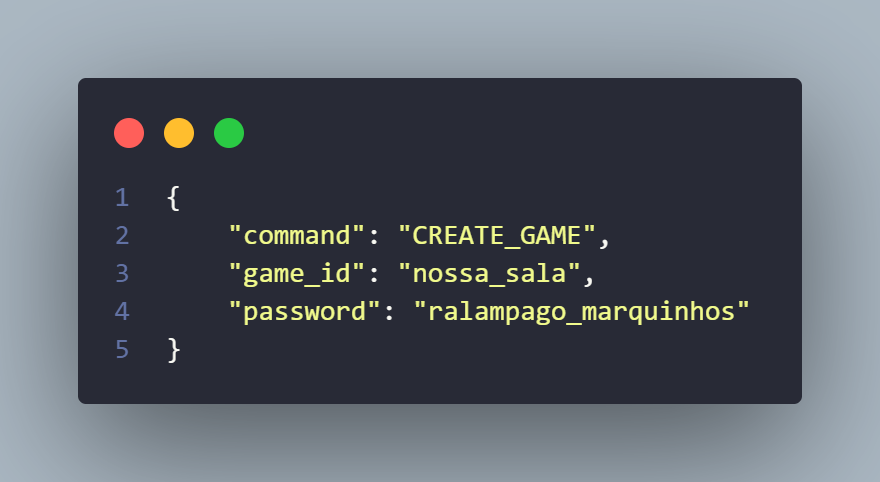 1 {
2     "command": "CREATE_GAME",
3     "game_id": "nossa_sala",
4     "password": "ralampago_marquinhos"
5 }